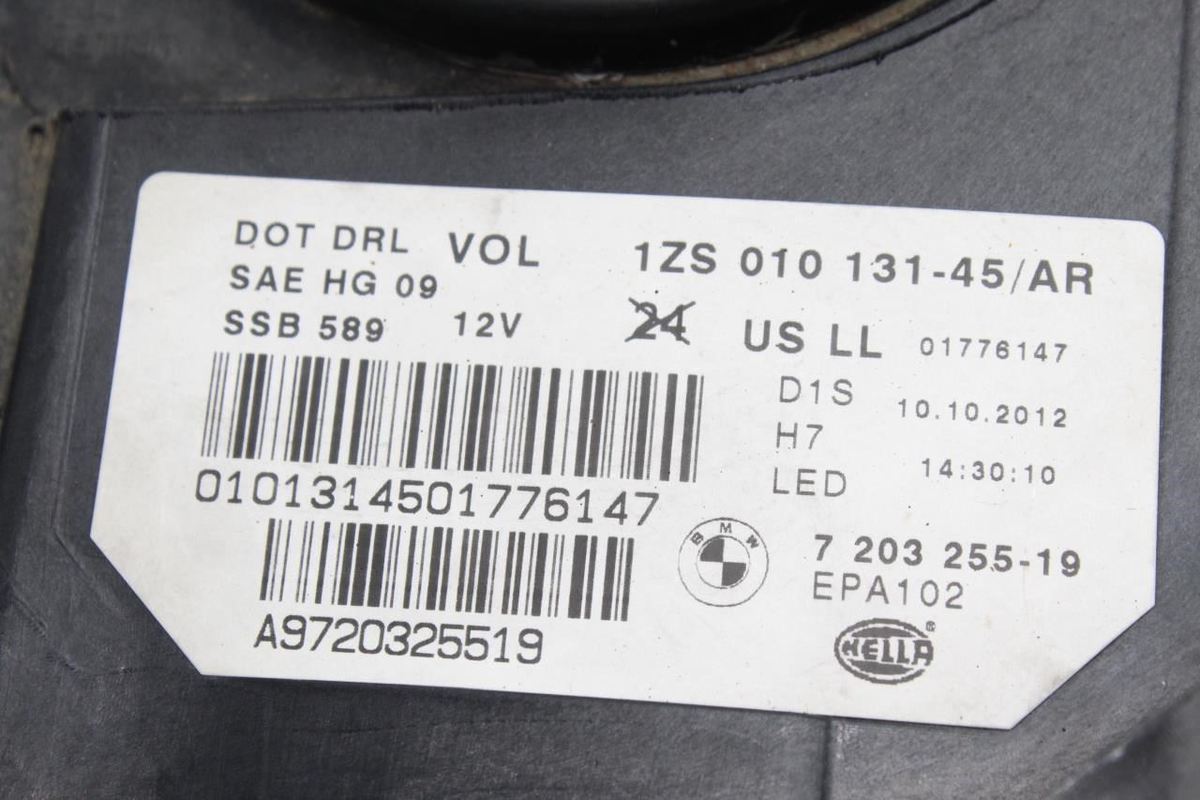 DOT DRL VOL 1ZS 010 131-45/AR
SAE HG 09
SSB 589 12V 24 US LL 01776147
D1S 10.10.2012
H7
LED 14:30:10
0101314501776147
BMW 7 203 255-19
EPA102
A9720325519
HELLA®